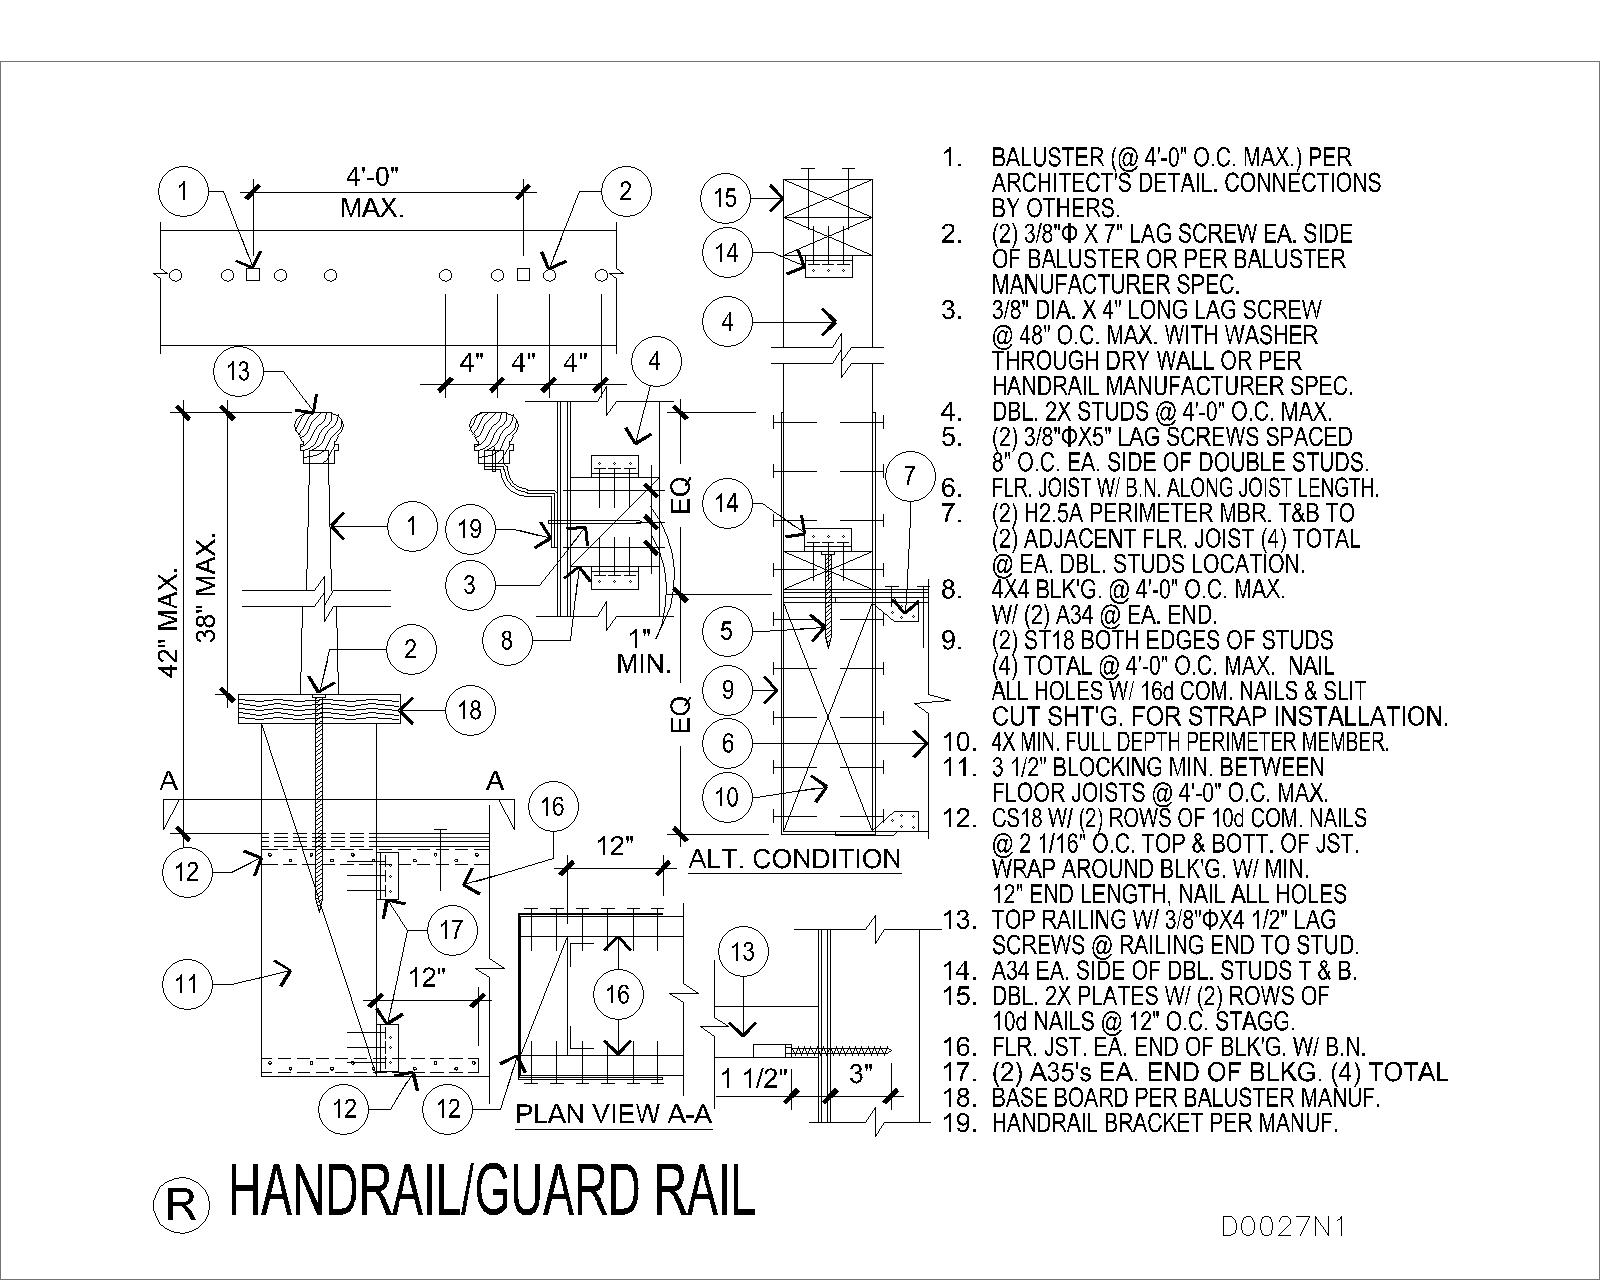 1. BALUSTER (@ 4'-0" O.C. MAX.) PER
ARCHITECT'S DETAIL. CONNECTIONS
BY OTHERS.
2. (2) 3/8"Φ X 7" LAG SCREW EA. SIDE
OF BALUSTER OR PER BALUSTER
MANUFACTURER SPEC.
3. 3/8" DIA. X 4" LONG LAG SCREW
@ 48" O.C. MAX. WITH WASHER
THROUGH DRY WALL OR PER
HANDRAIL MANUFACTURER SPEC.
4. DBL. 2X STUDS @ 4'-0" O.C. MAX.
5. (2) 3/8"ΦX5" LAG SCREWS SPACED
8" O.C. EA. SIDE OF DOUBLE STUDS.
6. FLR. JOIST W/ B.N. ALONG JOIST LENGTH.
7. (2) H2.5A PERIMETER MBR. T&B TO
(2) ADJACENT FLR. JOIST (4) TOTAL
@ EA. DBL. STUDS LOCATION.
8. 4X4 BLK'G. @ 4'-0" O.C. MAX.
W/ (2) A34 @ EA. END.
9. (2) ST18 BOTH EDGES OF STUDS
(4) TOTAL @ 4'-0" O.C. MAX. NAIL
ALL HOLES W/ 16d COM. NAILS & SLIT
CUT SHT'G. FOR STRAP INSTALLATION.
10. 4X MIN. FULL DEPTH PERIMETER MEMBER.
11. 3 1/2" BLOCKING MIN. BETWEEN
FLOOR JOISTS @ 4'-0" O.C. MAX.
12. CS18 W/ (2) ROWS OF 10d COM. NAILS
@ 2 1/16" O.C. TOP & BOTT. OF JST.
WRAP AROUND BLK'G. W/ MIN.
12" END LENGTH, NAIL ALL HOLES
13. TOP RAILING W/ 3/8"ΦX4 1/2" LAG
SCREWS @ RAILING END TO STUD.
14. A34 EA. SIDE OF DBL. STUDS T & B.
15. DBL. 2X PLATES W/ (2) ROWS OF
10d NAILS @ 12" O.C. STAGG.
16. FLR. JST. EA. END OF BLK'G. W/ B.N.
17. (2) A35's EA. END OF BLKG. (4) TOTAL
18. BASE BOARD PER BALUSTER MANUF.
19. HANDRAIL BRACKET PER MANUF.
1
4'-0"
MAX.
2
15
14
4
4" 4" 4"
4
13
EQ
14
7
1
19
3
42" MAX.
38" MAX.
5
8
1"
MIN.
2
9
EQ
18
6
10
A
A
16
12"
ALT. CONDITION
12
17
13
12"
11
16
1 1/2"
3"
12
12
PLAN VIEW A-A
R HANDRAIL/GUARD RAIL
D0027N1